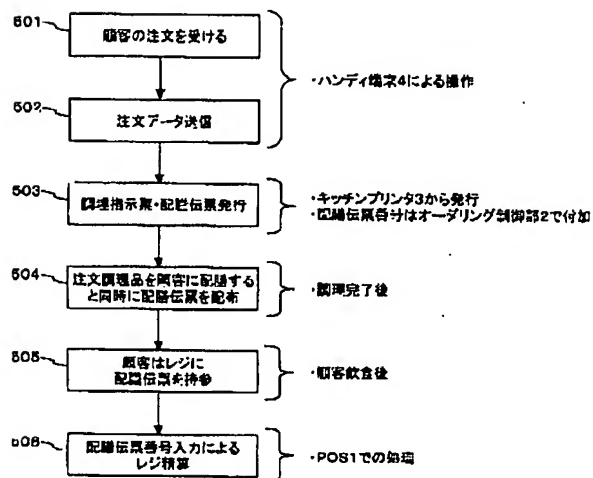 601
顧客の注文を受ける
・ハンディ端末4による操作
602
注文データ送信
603
調理指示票・配膳伝票発行
・キッチンプリンタ3から発行
・配膳伝票番号はオーダリング制御部2で付加
604
注文調理品を顧客に配膳する
と同時に配膳伝票を配布
・調理完了後
605
顧客はレジに
配膳伝票を持参
・顧客飲食後
606
配膳伝票番号入力による
レジ精算
・POS1での処理